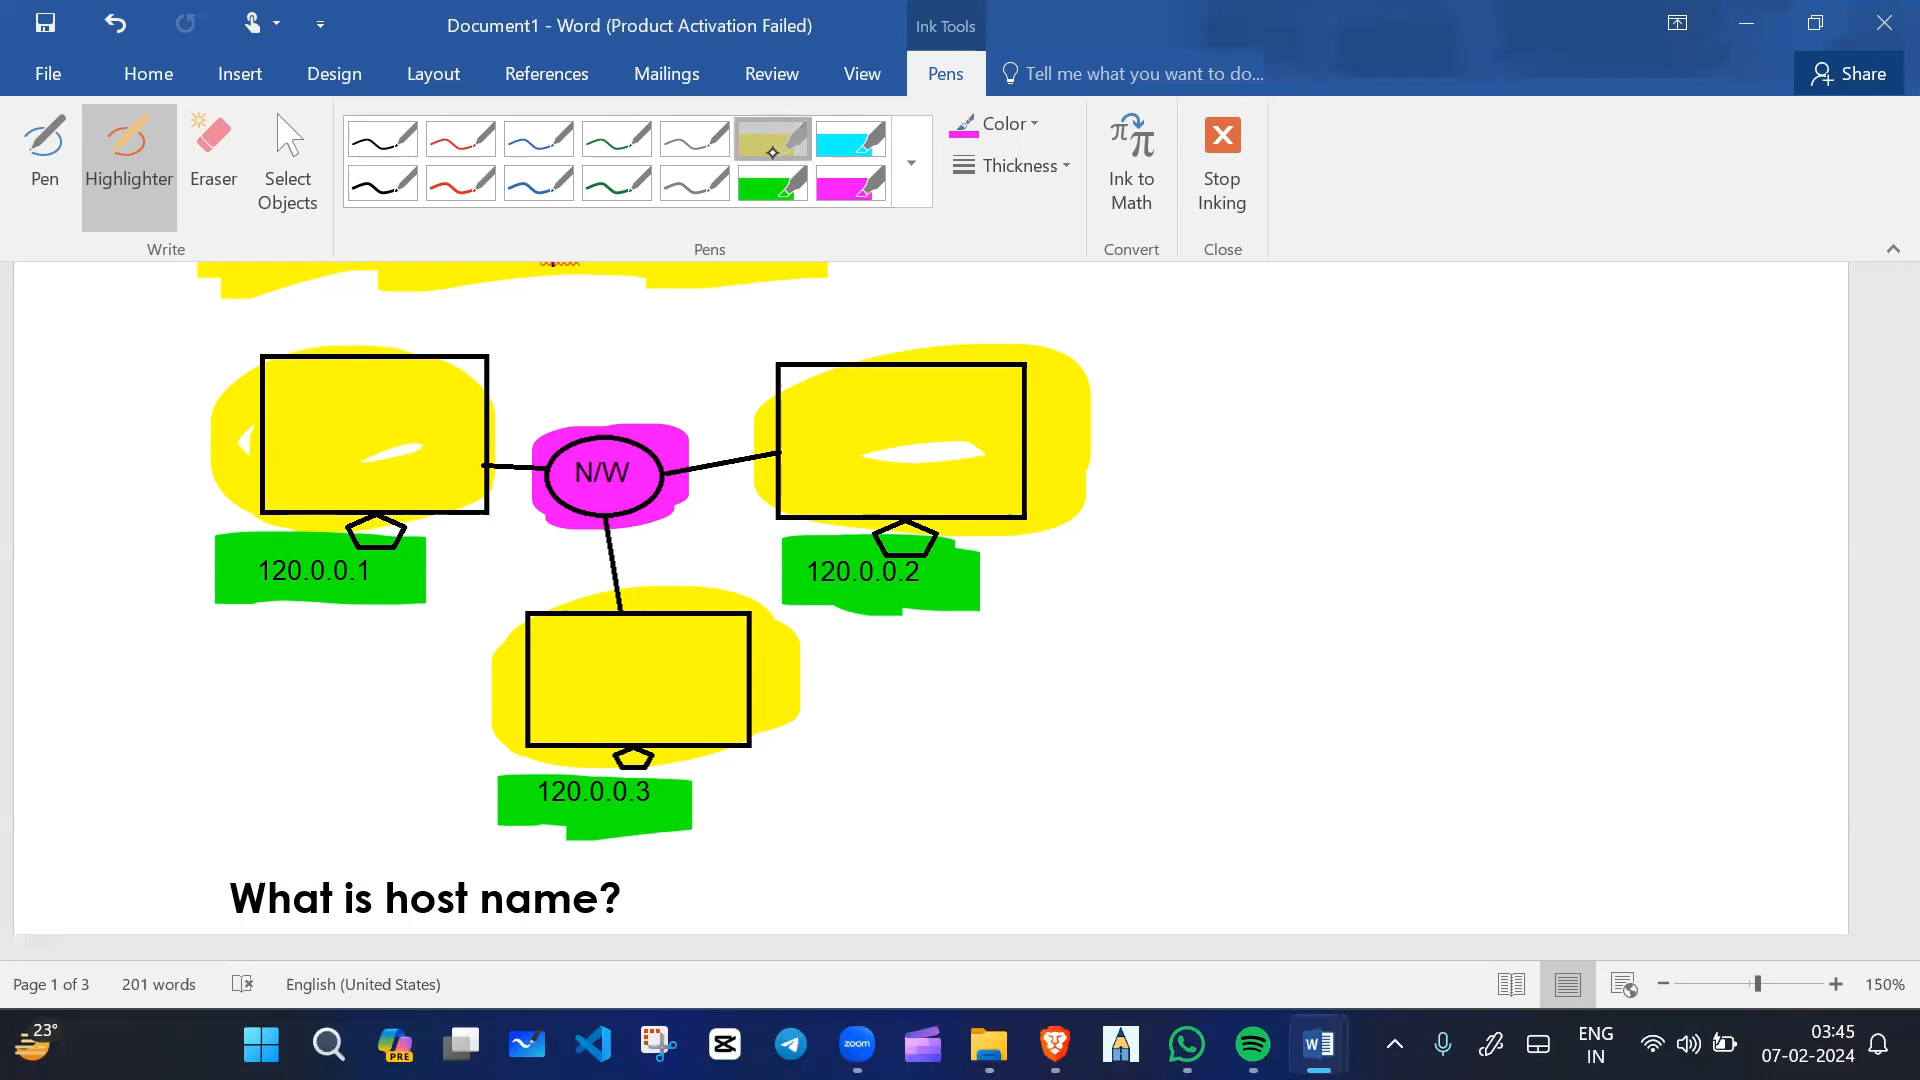 Document1 - Word (Product Activation Failed)
Ink Tools
File Home Insert Design Layout References Mailings Review View Pens Tell me what you want to do... Share
Pen
Highlighter
Eraser
Select
Objects
Color
Thickness
Ink to
Math
Stop
Inking
Write
Pens
Convert
Close
N/W
120.0.0.1
120.0.0.2
120.0.0.3
What is host name?
Page 1 of 3 201 words English (United States) 150%
23°
PRE
zoom
W
ENG
IN
03:45
07-02-2024